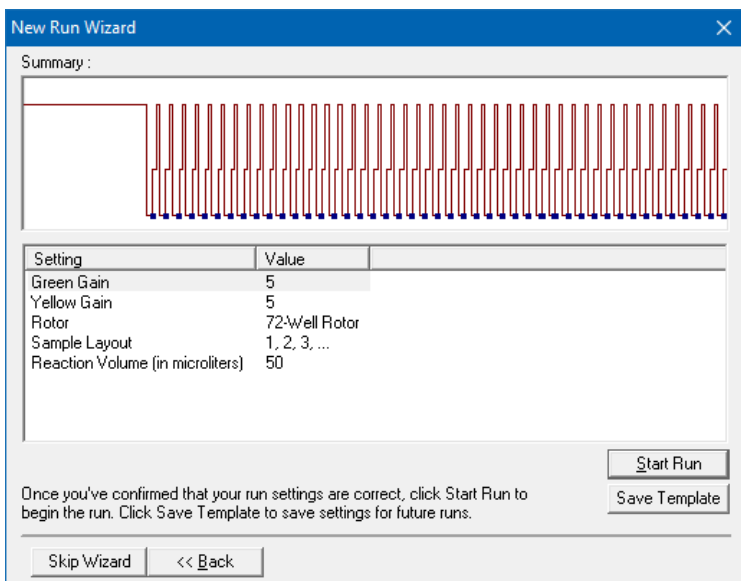 New Run Wizard
Summary :
Setting Value
Green Gain 5
Yellow Gain 5
Rotor 72-Well Rotor
Sample Layout 1, 2, 3, ...
Reaction Volume (in microliters) 50
Start Run
Once you've confirmed that your run settings are correct, click Start Run to
begin the run. Click Save Template to save settings for future runs.
Save Template
Skip Wizard << Back